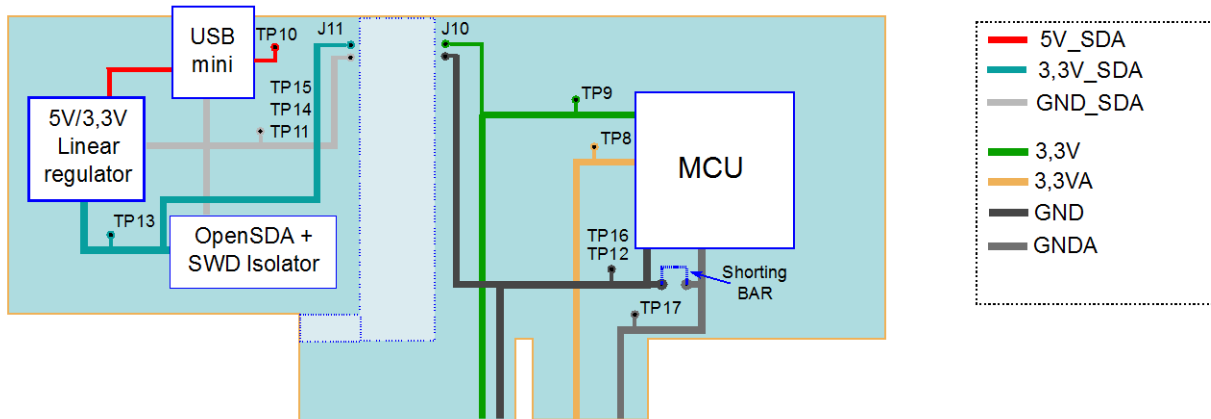 USB
mini
TP10
J11
J10
5V/3,3V
Linear
regulator
TP15
TP14
TP11
TP13
OpenSDA +
SWD Isolator
TP9
TP8
MCU
TP16
TP12
Shorting
BAR
TP17
5V_SDA
3,3V_SDA
GND_SDA
3,3V
3,3VA
GND
GNDA